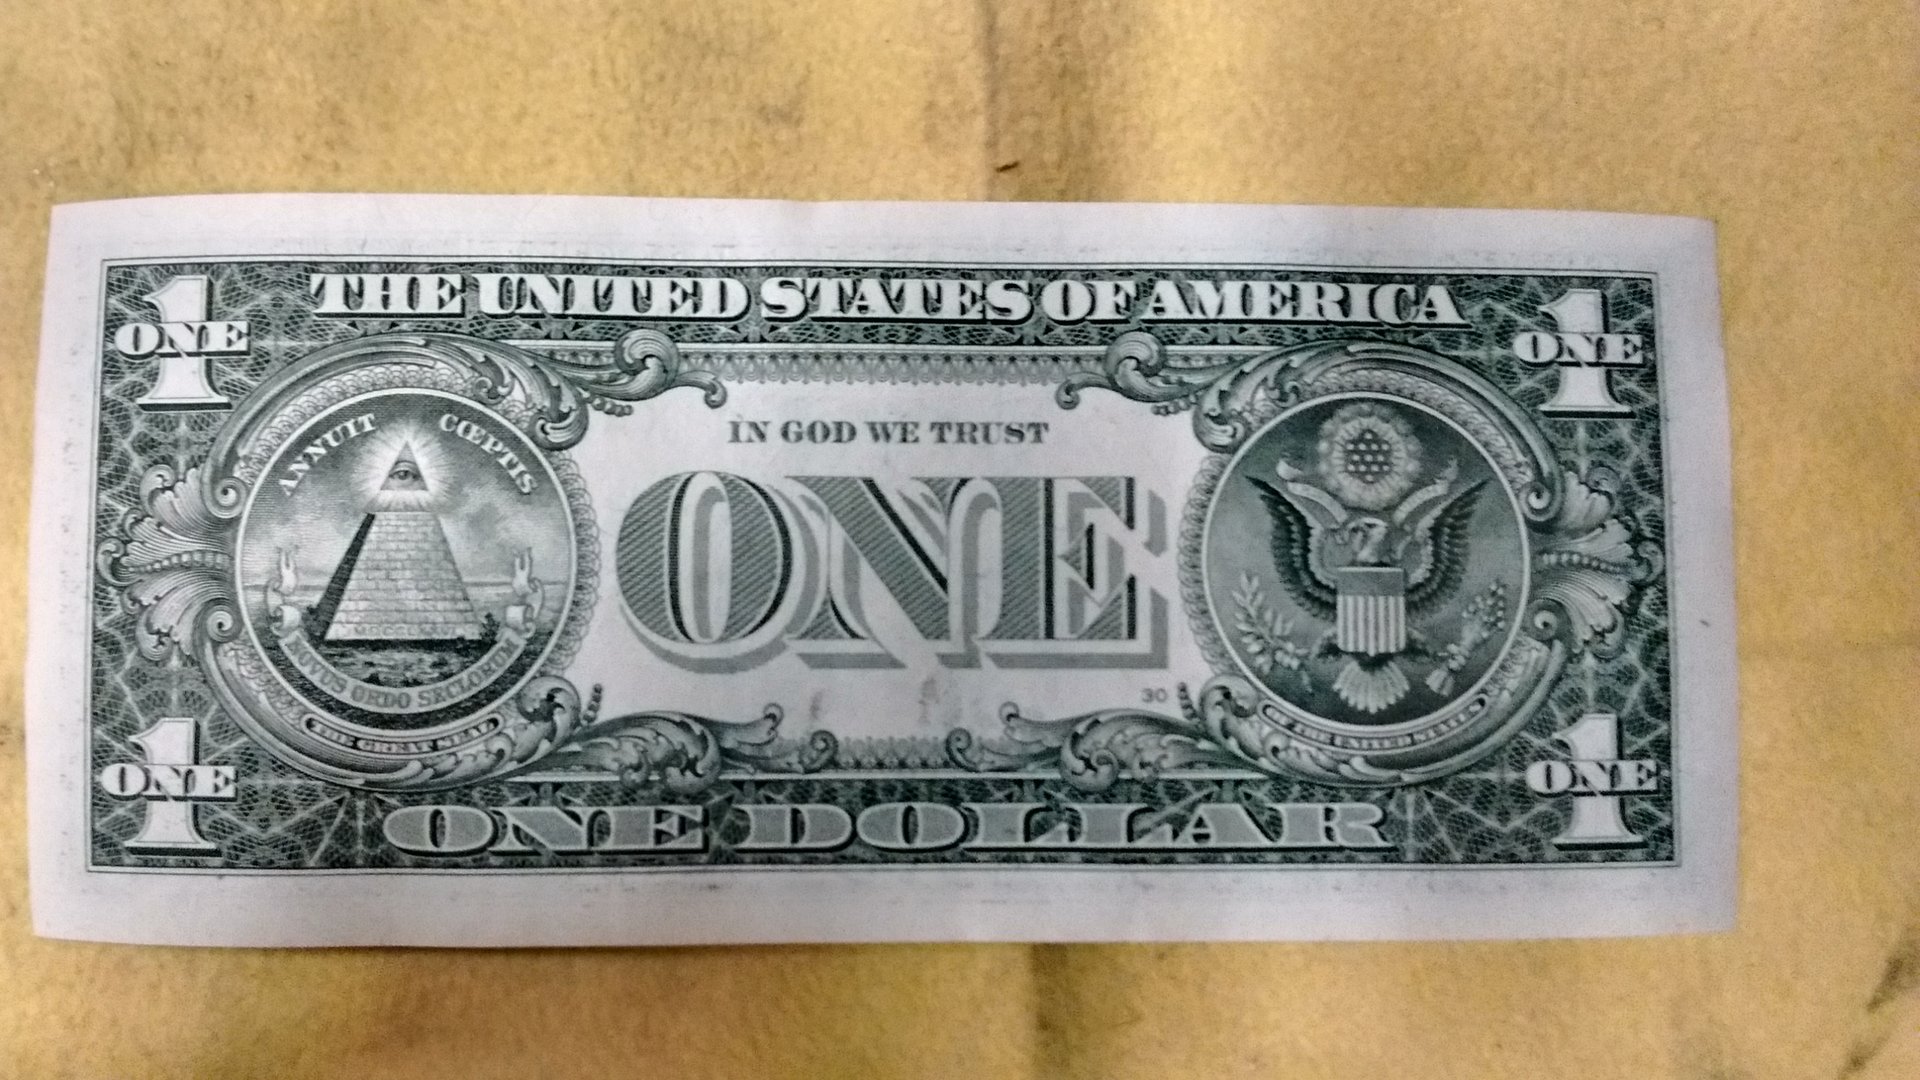 THE UNITED STATES OF AMERICA
1
ONE
1
ONE
ANNUIT CŒPTIS
IN GOD WE TRUST
ONE
NOVUS ORDO SECLORUM
THE GREAT SEAL
30
OF THE UNITED STATES
1
ONE
1
ONE
ONE DOLLAR